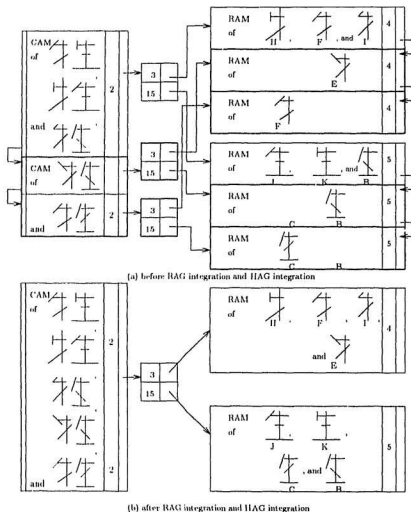 CAM
of
and
2
CAM
of
and
2
3
15
3
15
3
15
RAM
of
H , F , and I
4
RAM
of
E
4
RAM
of
F
4
RAM
of
J , K , and B
5
RAM
of
C B
5
RAM
of
C B
5
(a) before RAG integration and HAG integration
CAM
of
2
and
2
3
15
RAM
of
H , F , I ,
and
E
4
RAM
of
J , K ,
, and
C B
5
(b) after RAG integration and HAG integration